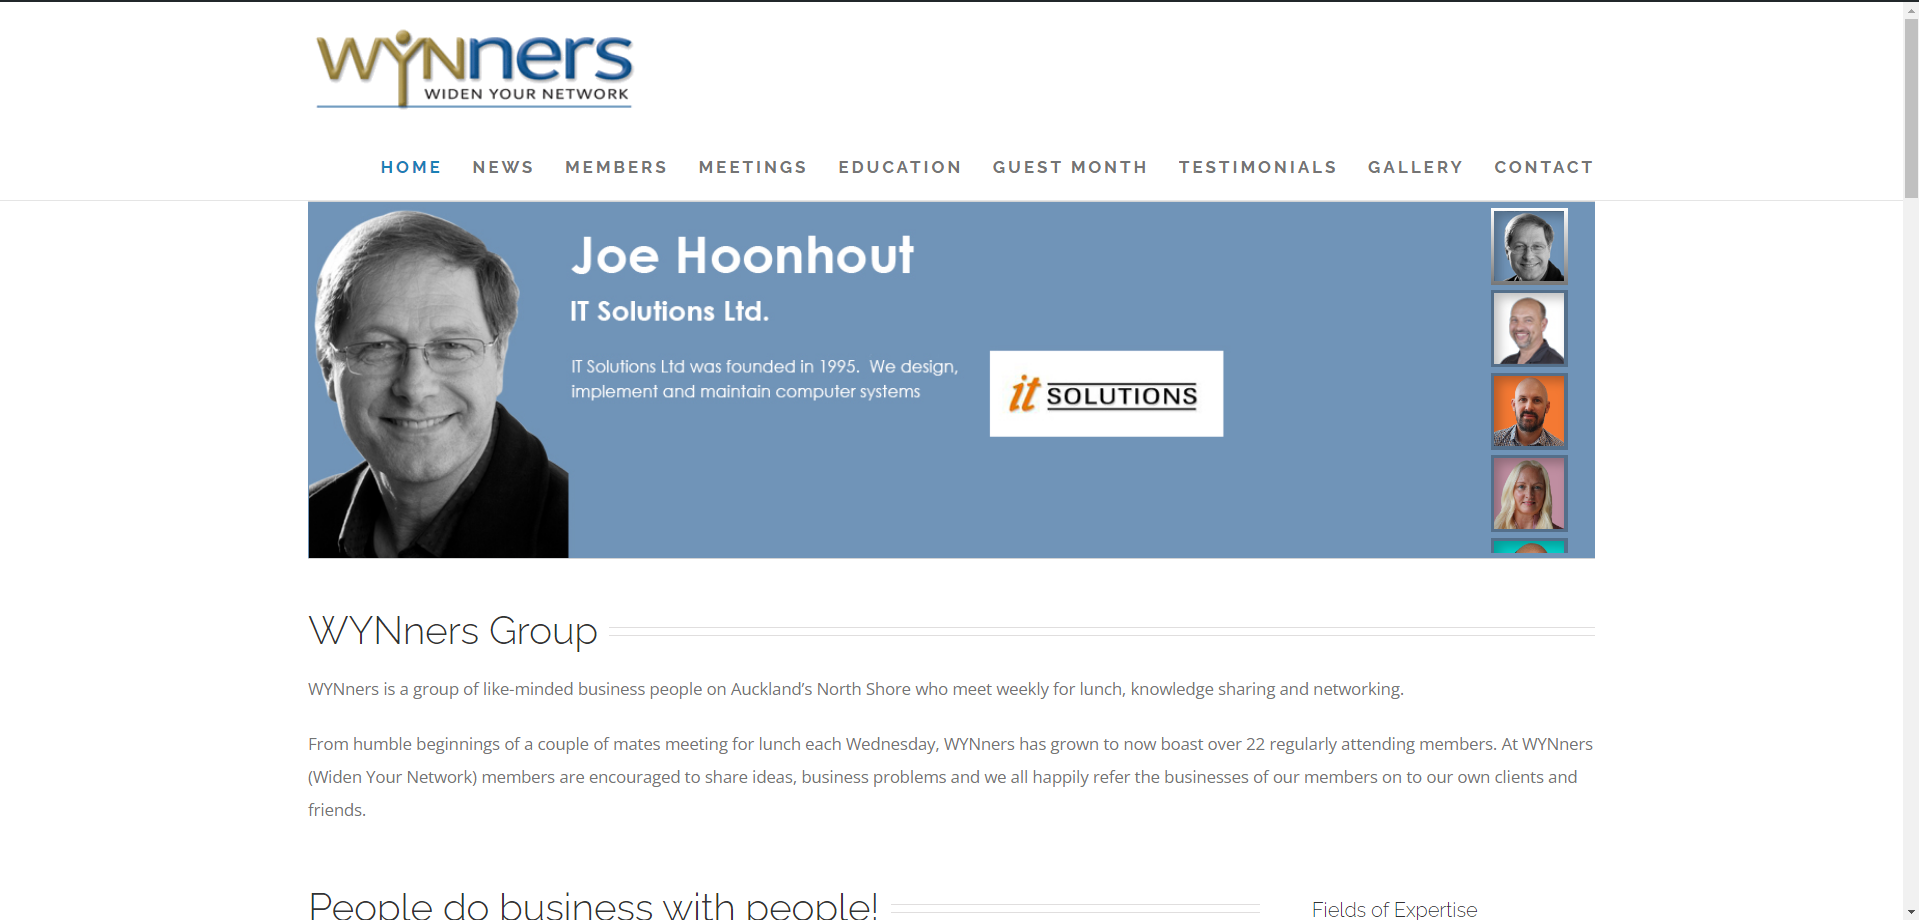 WYNners
WIDEN YOUR NETWORK
HOME NEWS MEMBERS MEETINGS EDUCATION GUEST MONTH TESTIMONIALS GALLERY CONTACT
Joe Hoonhout
IT Solutions Ltd.
IT Solutions Ltd was founded in 1995. We design,
implement and maintain computer systems
it SOLUTIONS
WYNners Group
WYNners is a group of like-minded business people on Auckland’s North Shore who meet weekly for lunch, knowledge sharing and networking.
From humble beginnings of a couple of mates meeting for lunch each Wednesday, WYNners has grown to now boast over 22 regularly attending members. At WYNners
(Widen Your Network) members are encouraged to share ideas, business problems and we all happily refer the businesses of our members on to our own clients and
friends.
People do business with people!
Fields of Expertise